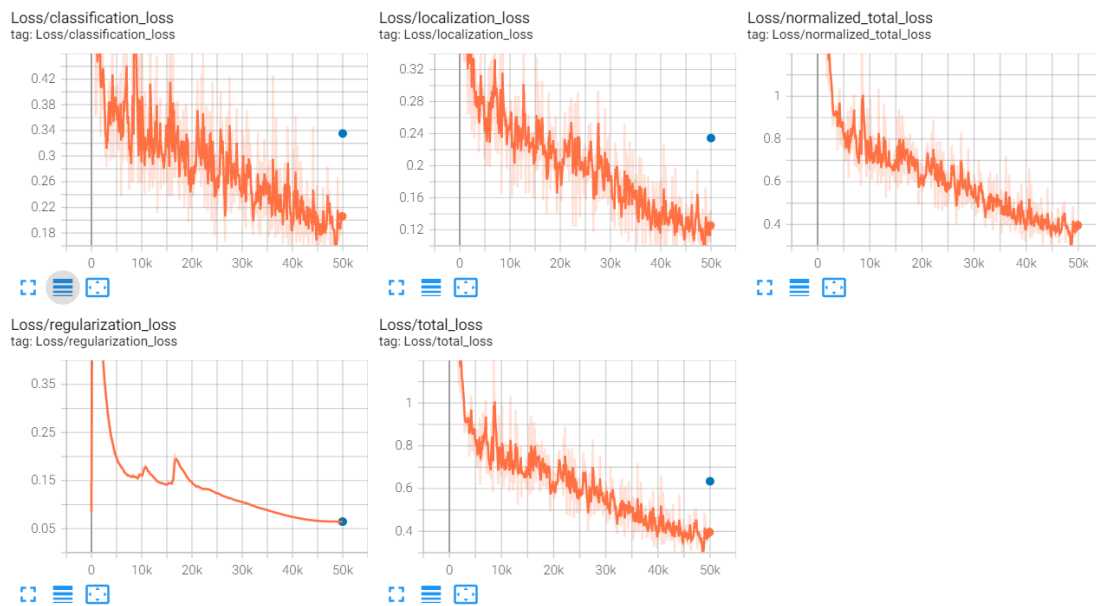 Loss/classification_loss
tag: Loss/classification_loss
0.42
0.38
0.34
0.3
0.26
0.22
0.18
0 10k 20k 30k 40k 50k
Loss/localization_loss
tag: Loss/localization_loss
0.32
0.28
0.24
0.2
0.16
0.12
0 10k 20k 30k 40k 50k
Loss/normalized_total_loss
tag: Loss/normalized_total_loss
1
0.8
0.6
0.4
0 10k 20k 30k 40k 50k
Loss/regularization_loss
tag: Loss/regularization_loss
0.35
0.25
0.15
0.05
0 10k 20k 30k 40k 50k
Loss/total_loss
tag: Loss/total_loss
1
0.8
0.6
0.4
0 10k 20k 30k 40k 50k